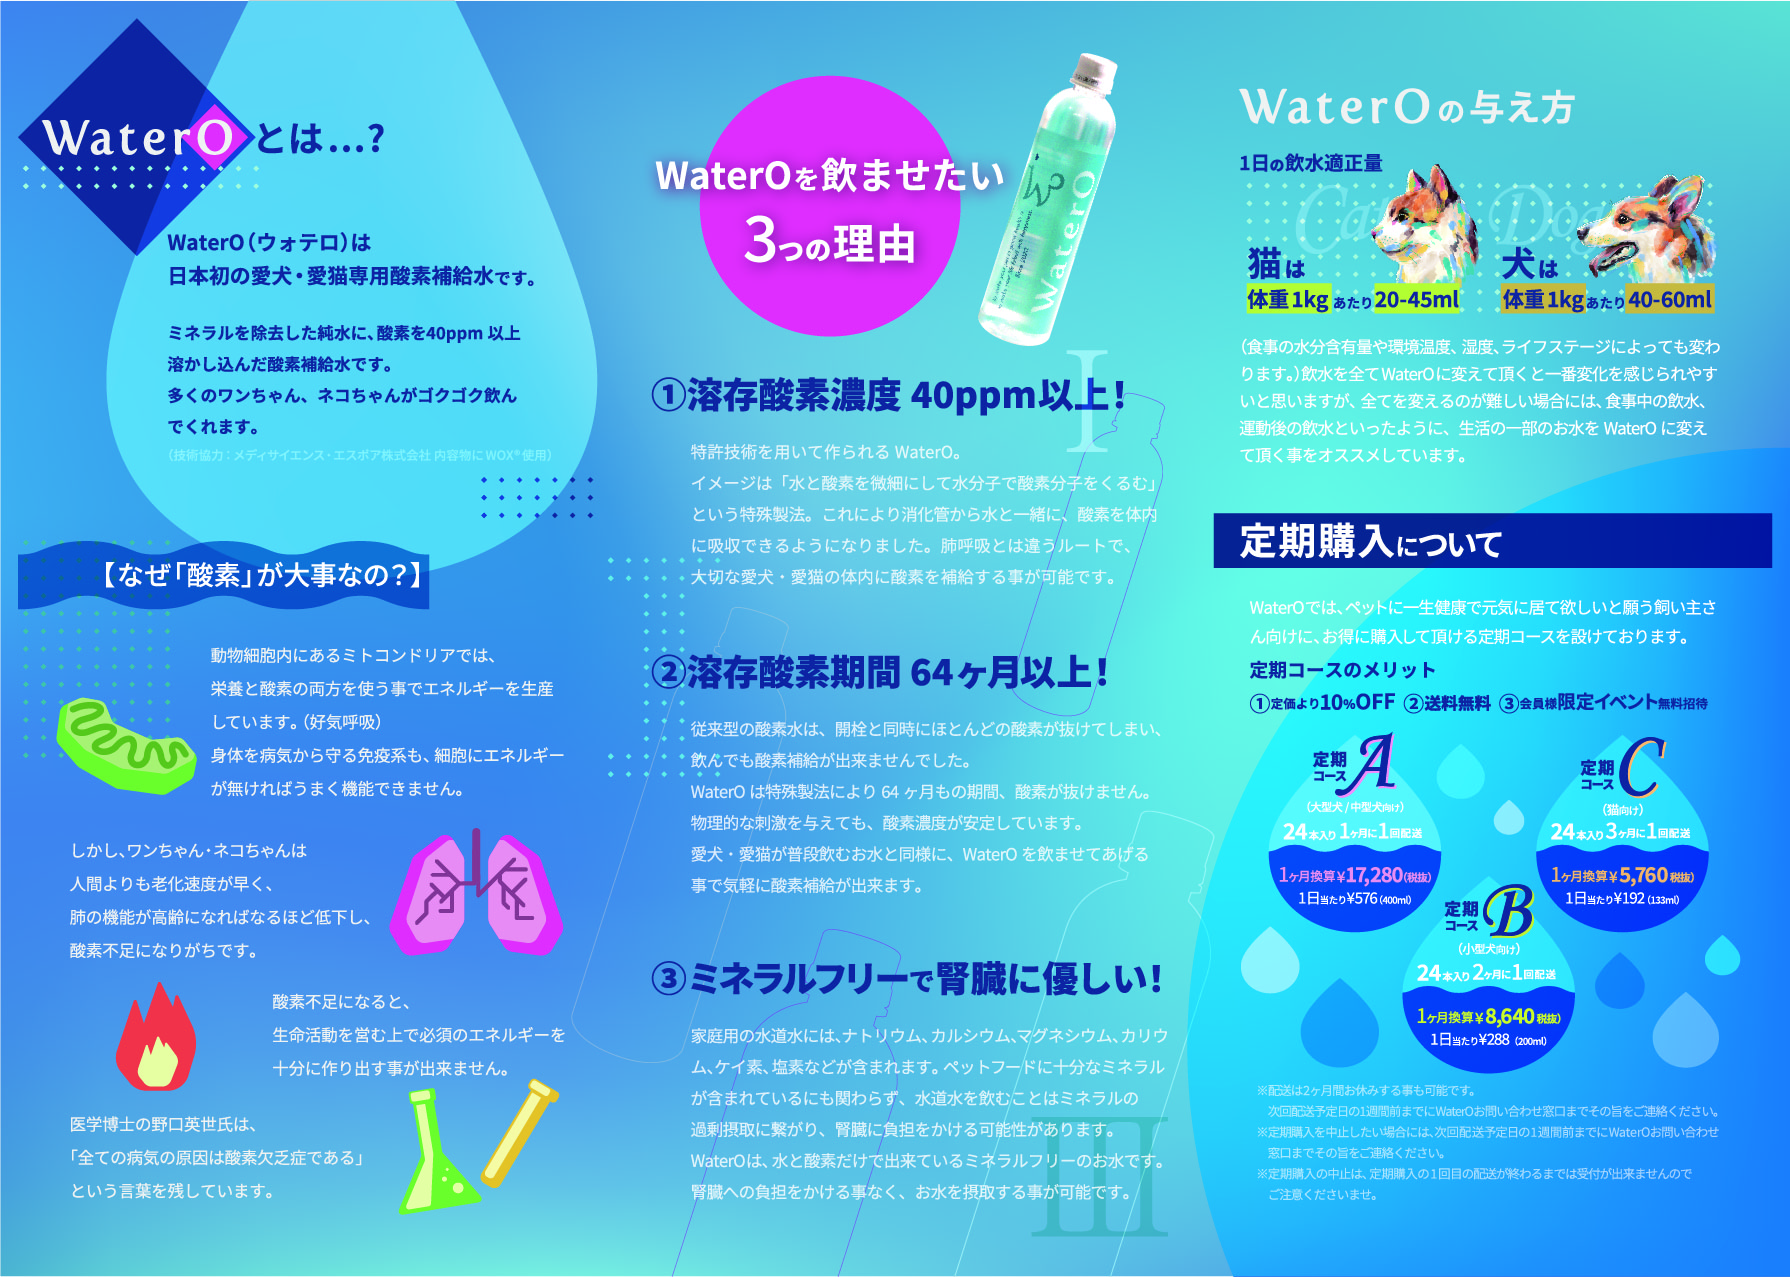 WaterOとは…?
WaterO（ウォテロ）は
日本初の愛犬・愛猫専用酸素補給水です。
ミネラルを除去した純水に、酸素を40ppm 以上
溶かし込んだ酸素補給水です。
多くのワンちゃん、ネコちゃんがゴクゴク飲ん
でくれます。
（技術協力：メディサイエンス・エスポア株式会社 内容物にWOX®使用）
【なぜ「酸素」が大事なの？】
動物細胞内にあるミトコンドリアでは、
栄養と酸素の両方を使う事でエネルギーを生産
しています。（好気呼吸）
身体を病気から守る免疫系も、細胞にエネルギー
が無ければうまく機能できません。
しかし、ワンちゃん・ネコちゃんは
人間よりも老化速度が早く、
肺の機能が高齢になればなるほど低下し、
酸素不足になりがちです。
酸素不足になると、
生命活動を営む上で必須のエネルギーを
十分に作り出す事が出来ません。
医学博士の野口英世氏は、
「全ての病気の原因は酸素欠乏症である」
という言葉を残しています。
WaterOを飲ませたい
3つの理由
WaterO
I
①溶存酸素濃度 40ppm以上！
特許技術を用いて作られる WaterO。
イメージは「水と酸素を微細にして水分子で酸素分子をくるむ」
という特殊製法。これにより消化管から水と一緒に、酸素を体内
に吸収できるようになりました。肺呼吸とは違うルートで、
大切な愛犬・愛猫の体内に酸素を補給する事が可能です。
②溶存酸素期間 64ヶ月以上！
従来型の酸素水は、開栓と同時にほとんどの酸素が抜けてしまい、
飲んでも酸素補給が出来ませんでした。
WaterO は特殊製法により 64 ヶ月もの期間、酸素が抜けません。
物理的な刺激を与えても、酸素濃度が安定しています。
愛犬・愛猫が普段飲むお水と同様に、WaterO を飲ませてあげる
事で気軽に酸素補給が出来ます。
③ミネラルフリーで腎臓に優しい！
家庭用の水道水には、ナトリウム、カルシウム、マグネシウム、カリウ
ム、ケイ素、塩素などが含まれます。ペットフードに十分なミネラル
が含まれているにも関わらず、水道水を飲むことはミネラルの
過剰摂取に繋がり、腎臓に負担をかける可能性があります。
WaterOは、水と酸素だけで出来ているミネラルフリーのお水です。
腎臓への負担をかける事なく、お水を摂取する事が可能です。
III
WaterOの与え方
1日の飲水適正量
Cat Dog
猫は
体重1kgあたり20-45ml
犬は
体重1kgあたり40-60ml
（食事の水分含有量や環境温度、湿度、ライフステージによっても変わ
ります。）飲水を全てWaterOに変えて頂くと一番変化を感じられやす
いと思いますが、全てを変えるのが難しい場合には、食事中の飲水、
運動後の飲水といったように、生活の一部のお水を WaterO に変え
て頂く事をオススメしています。
定期購入について
WaterOでは、ペットに一生健康で元気に居て欲しいと願う飼い主さ
ん向けに、お得に購入して頂ける定期コースを設けております。
定期コースのメリット
①定価より10%OFF ②送料無料 ③会員様限定イベント無料招待
定期コースA
（大型犬/中型犬向け）
24本入り1ヶ月に1回配送
1ヶ月換算￥17,280（税抜）
1日当たり¥576（400ml）
定期コースC
（猫向け）
24本入り3ヶ月に1回配送
1ヶ月換算￥5,760（税抜）
1日当たり¥192（133ml）
定期コースB
（小型犬向け）
24本入り2ヶ月に1回配送
1ヶ月換算￥8,640（税抜）
1日当たり¥288（200ml）
※配送は2ヶ月間お休みする事も可能です。
次回配送予定日の1週間前までにWaterOお問い合わせ窓口までその旨をご連絡ください。
※定期購入を中止したい場合には、次回配送予定日の1週間前までにWaterOお問い合わせ
窓口までその旨をご連絡ください。
※定期購入の中止は、定期購入の1回目の配送が終わるまでは受付が出来ませんので
ご注意くださいませ。